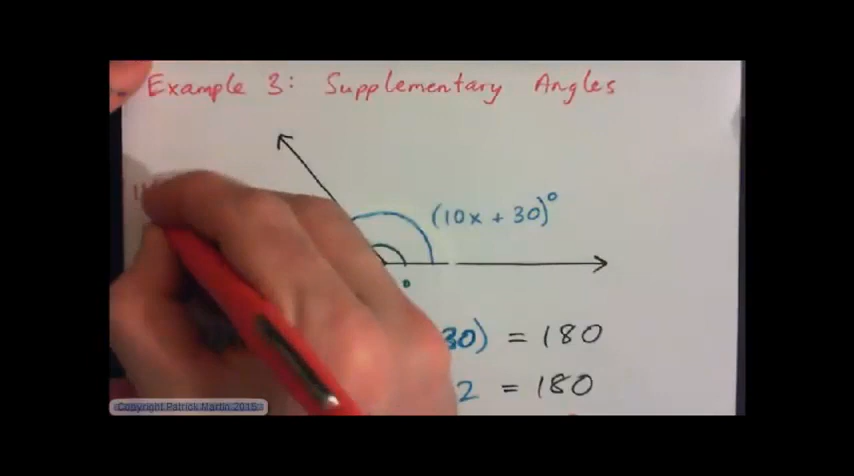 Example 3: Supplementary Angles
(10x + 30)°
30) = 180
2 = 180
Copyright Patrick Martin 2015